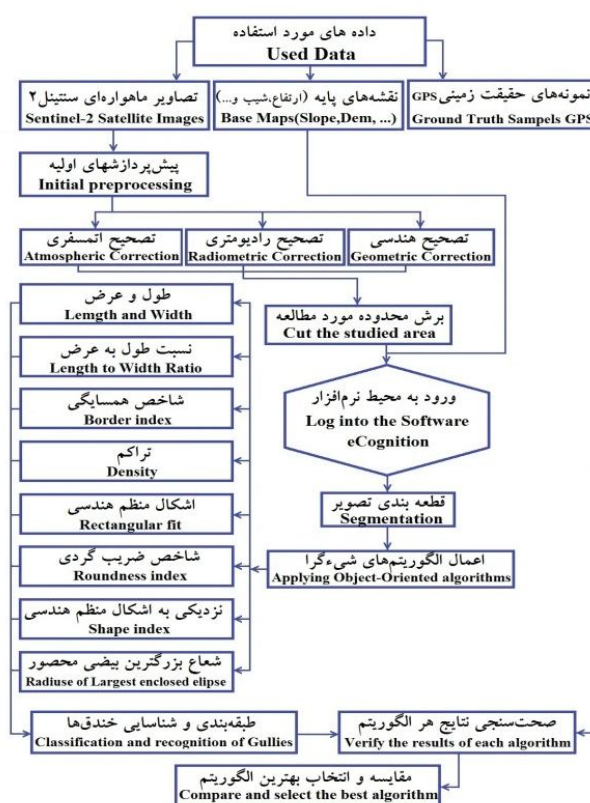 داده های مورد استفاده
Used Data
تصاویر ماهواره‌ای سنتینل۲
Sentinel-2 Satellite Images
نقشه‌های پایه (ارتفاع،شیب و...)
Base Maps(Slope,Dem, ...)
نمونه‌های حقیقت زمینیGPS
Ground Truth Sampels GPS
پیش‌پردازشهای اولیه
Initial preprocessing
تصحیح اتمسفری
Atmospheric Correction
تصحیح رادیومتری
Radiometric Correction
تصحیح هندسی
Geometric Correction
برش محدوده مورد مطالعه
Cut the studied area
ورود به محیط نرم‌افزار
Log into the Software
eCognition
قطعه بندی تصویر
Segmentation
اعمال الگوریتم‌های شیءگرا
Applying Object-Oriented algorithms
طول و عرض
Lemgth and Width
نسبت طول به عرض
Length to Width Ratio
شاخص همسایگی
Border index
تراکم
Density
اشکال منظم هندسی
Rectangular fit
شاخص ضریب گردی
Roundness index
نزدیکی به اشکال منظم هندسی
Shape index
شعاع بزرگترین بیضی محصور
Radiuse of Largest enclosed elipse
طبقه‌بندی و شناسایی خندق‌ها
Classification and recognition of Gullies
صحت‌سنجی نتایج هر الگوریتم
Verify the results of each algorithm
مقایسه و انتخاب بهترین الگوریتم
Compare and select the best algorithm